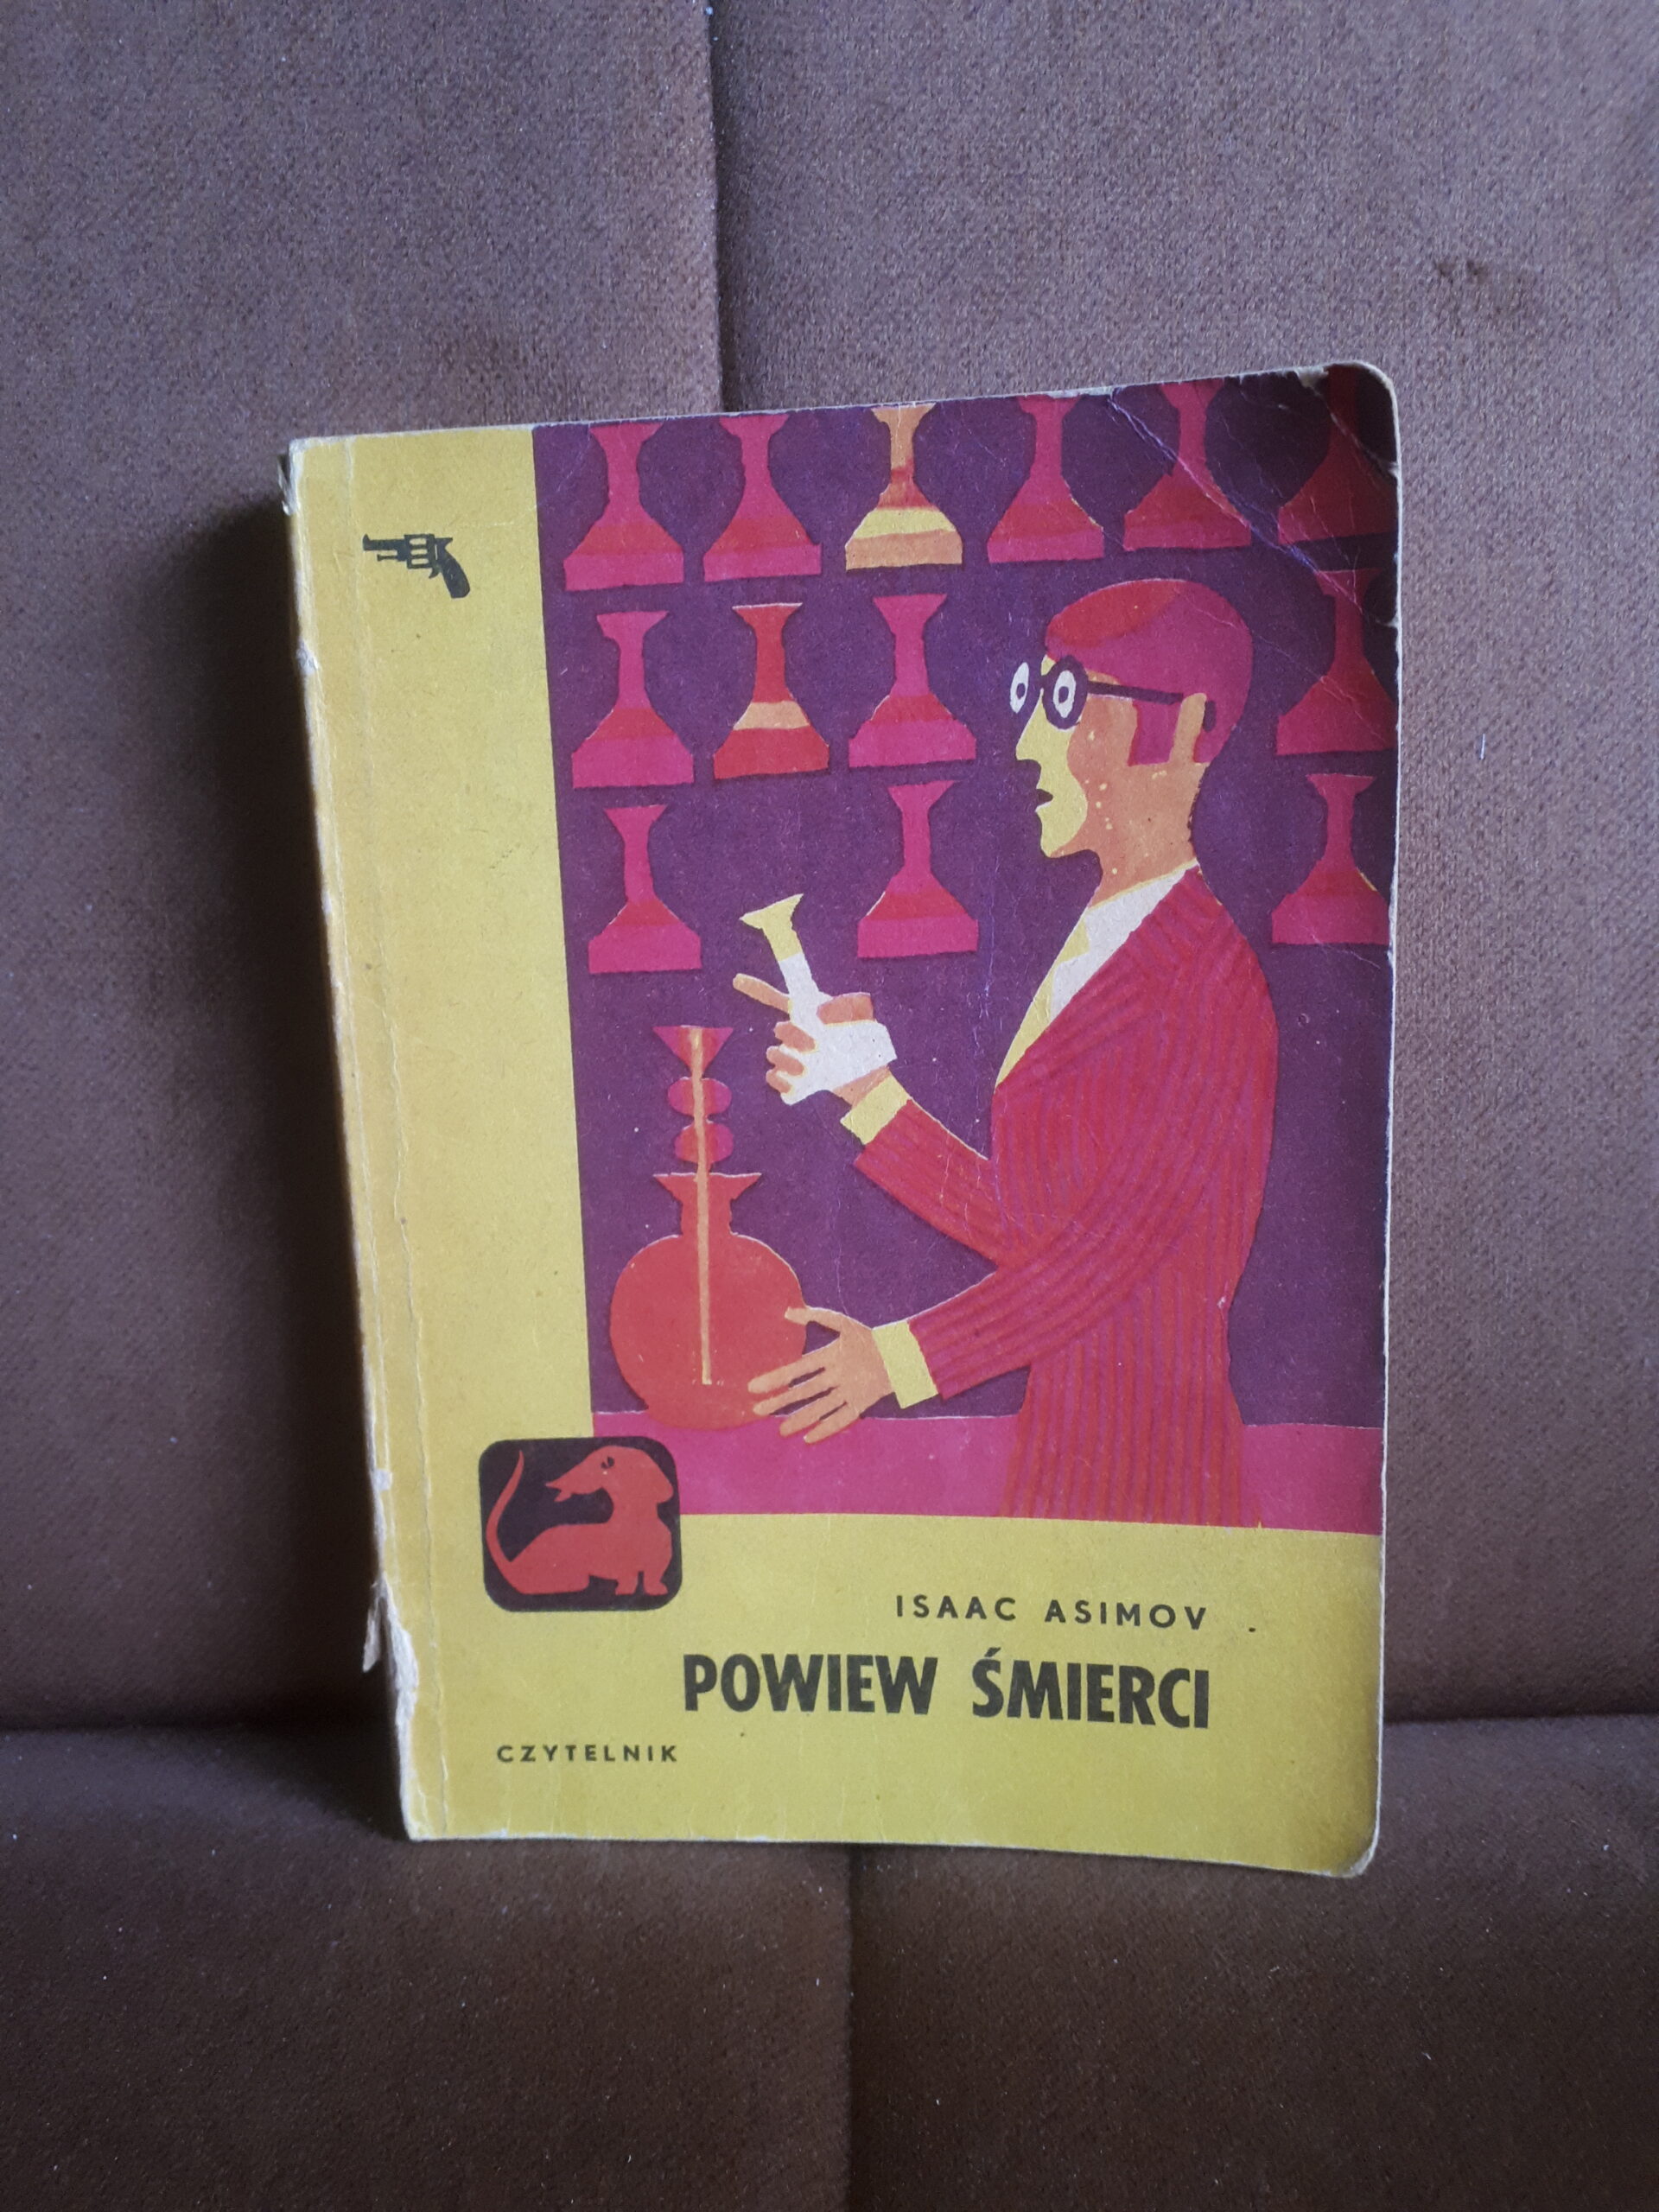 ISAAC ASIMOV
POWIEW ŚMIERCI
CZYTELNIK